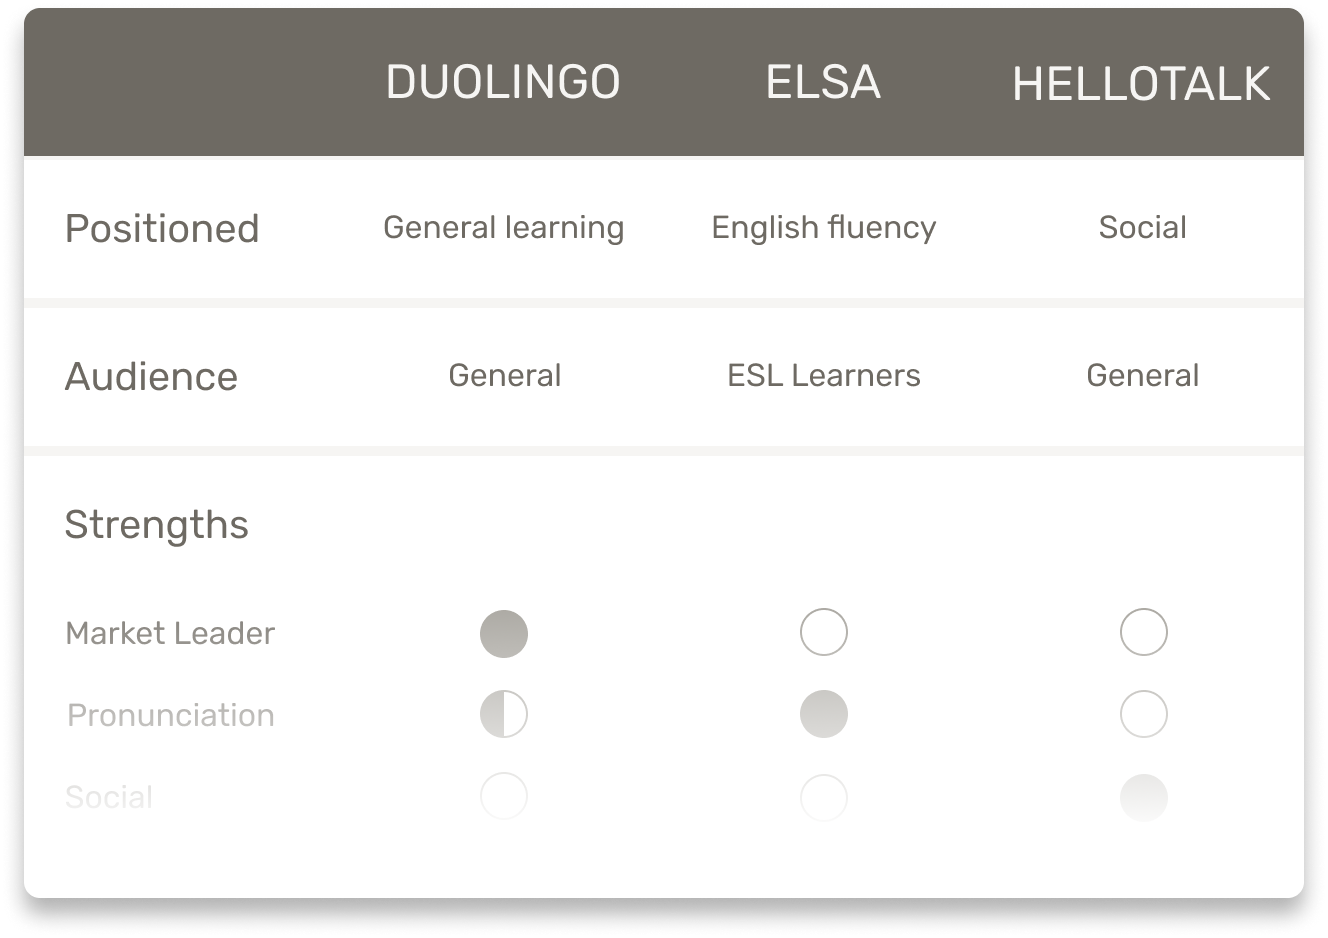 DUOLINGO ELSA HELLOTALK
Positioned General learning English fluency Social
Audience General ESL Learners General
Strengths
Market Leader
Pronunciation
Social